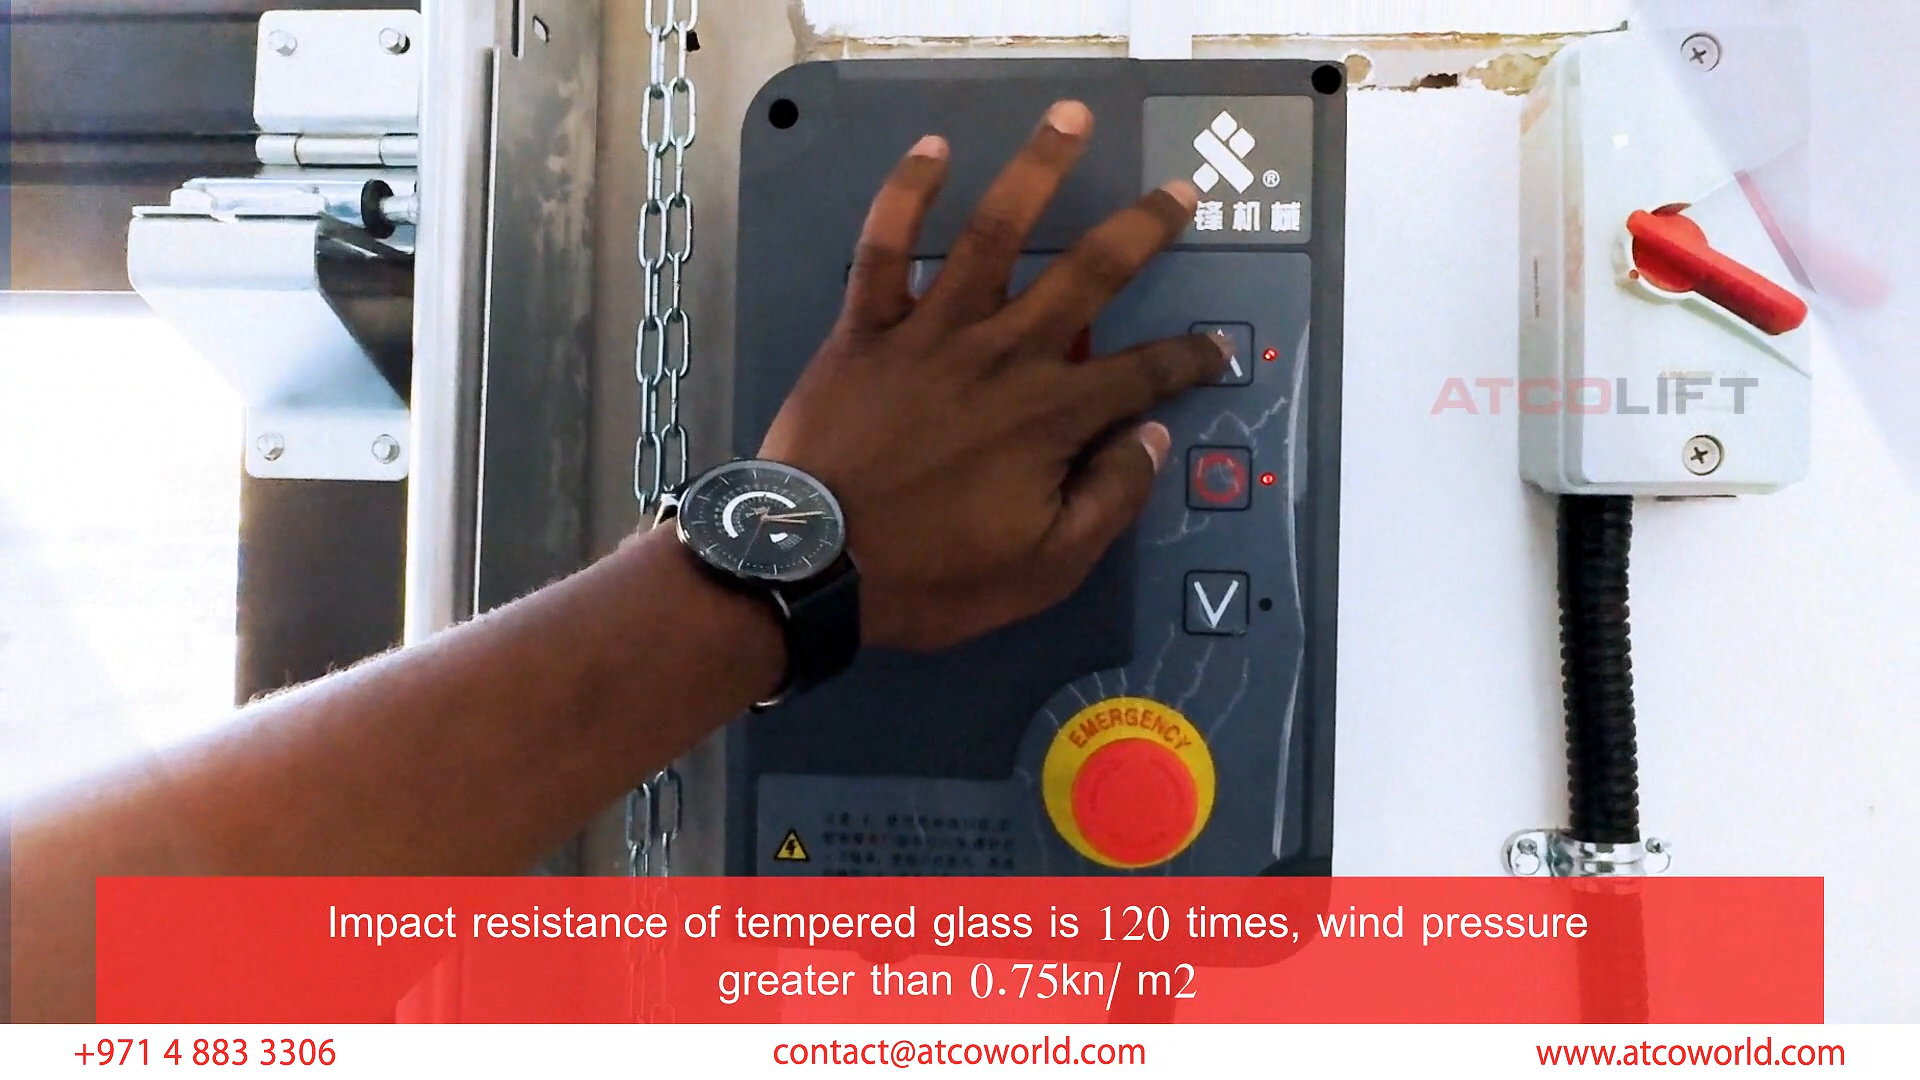 ®
锋机械
ATCOLIFT
EMERGENCY
Impact resistance of tempered glass is 120 times, wind pressure
greater than 0.75kn/ m2
+971 4 883 3306
contact@atcoworld.com
www.atcoworld.com